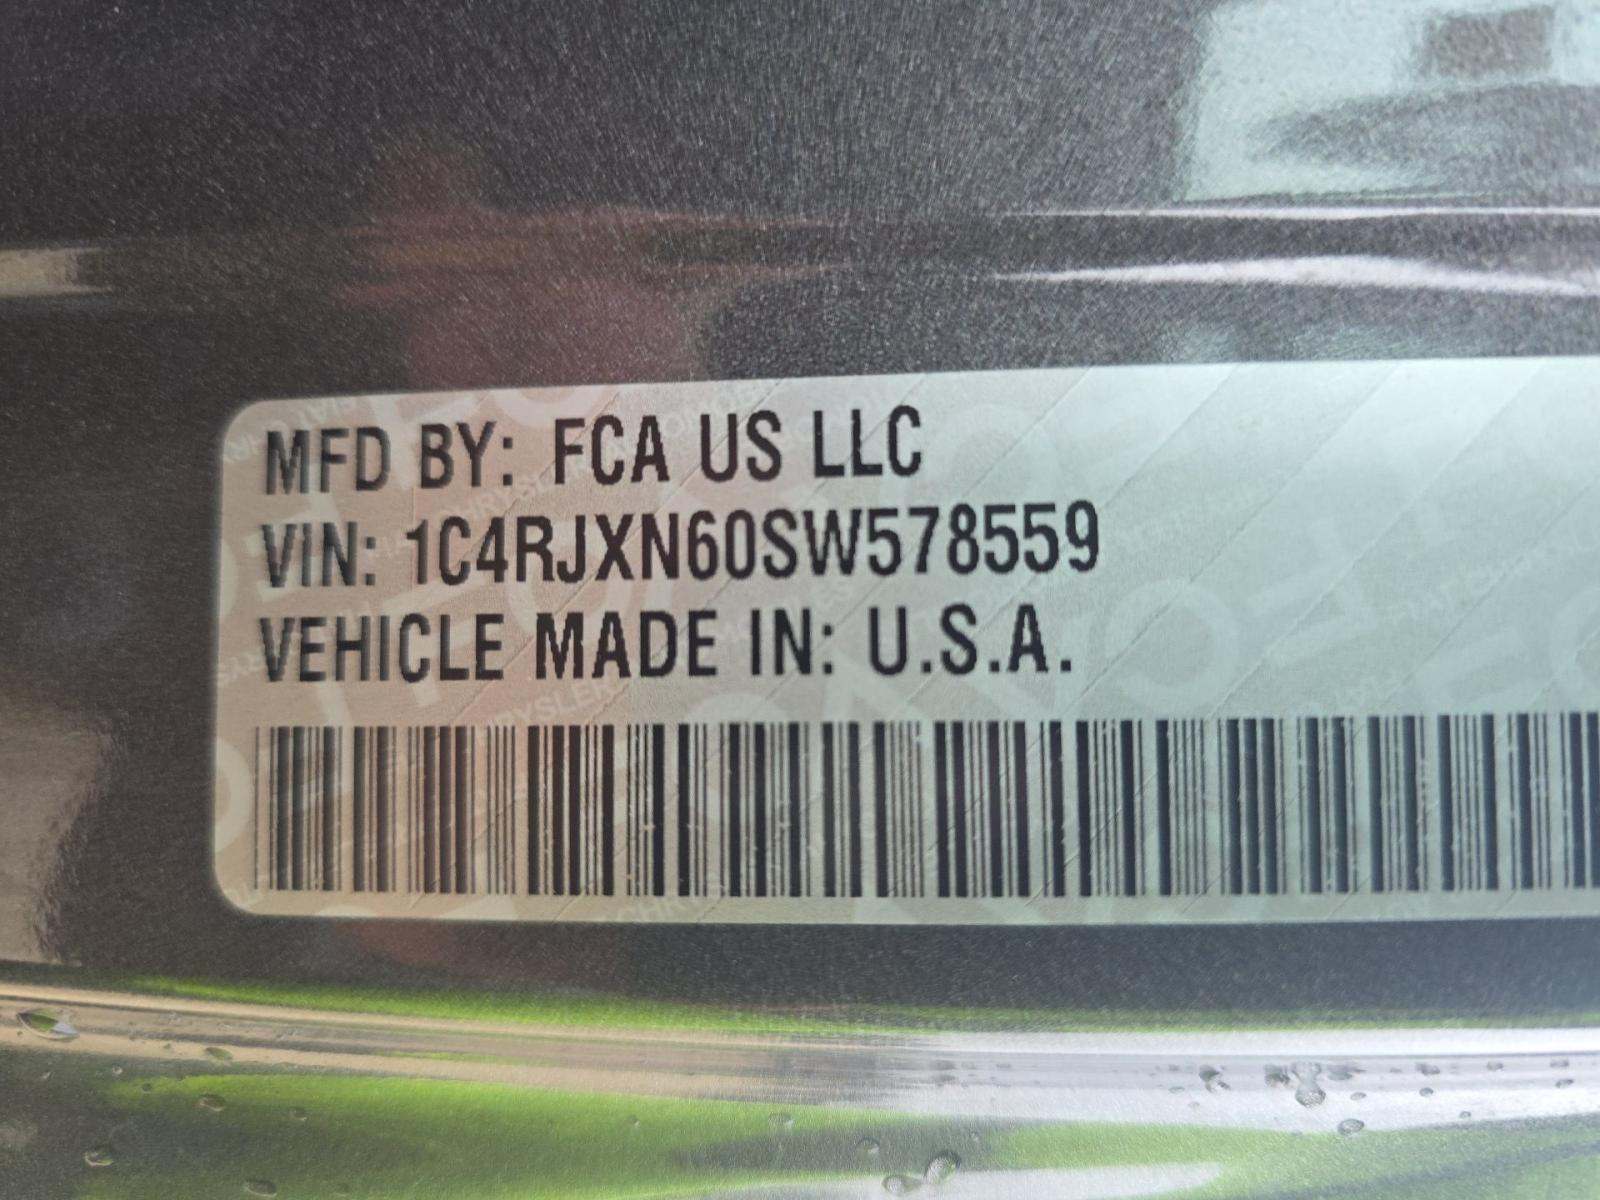 MFD BY: FCA US LLC
VIN: 1C4RJXN60SW578559
VEHICLE MADE IN: U.S.A.